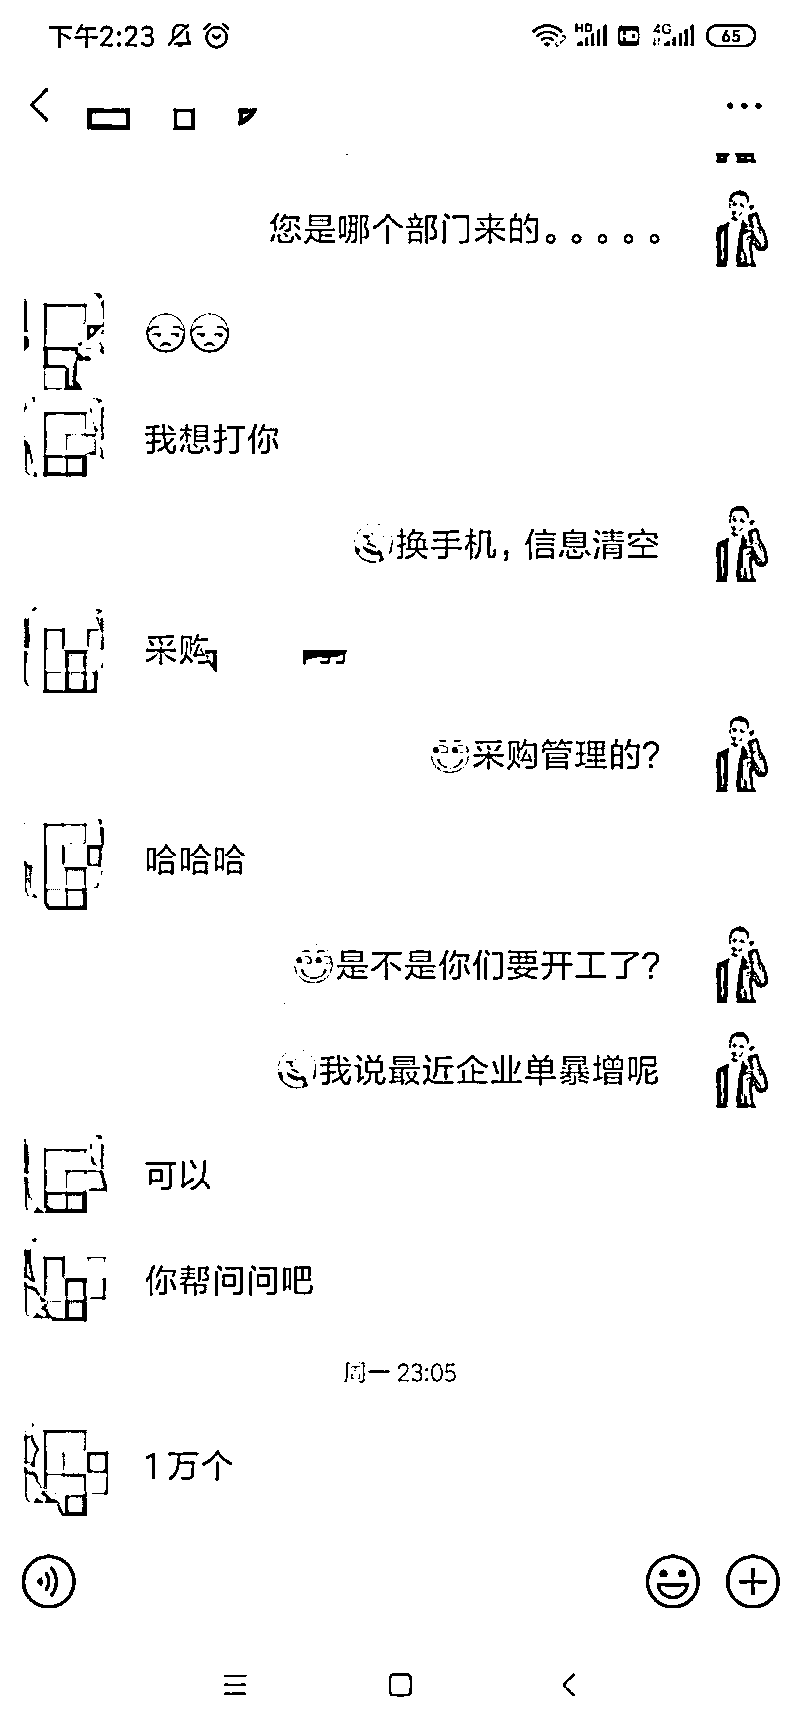 下午2:23 HD 4G 65
您是哪个部门来的。。。。。
我想打你
换手机，信息清空
采购
采购管理的？
哈哈哈
是不是你们要开工了？
我说最近企业单暴增呢
可以
你帮问问吧
周一 23:05
1万个